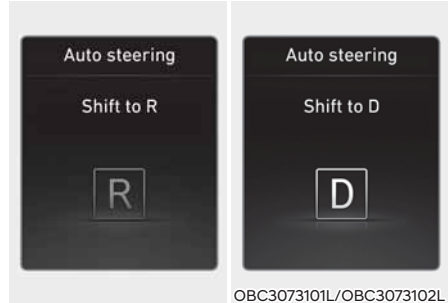 Auto steering
Shift to R
R
Auto steering
Shift to D
D
OBC3073101L/OBC3073102L